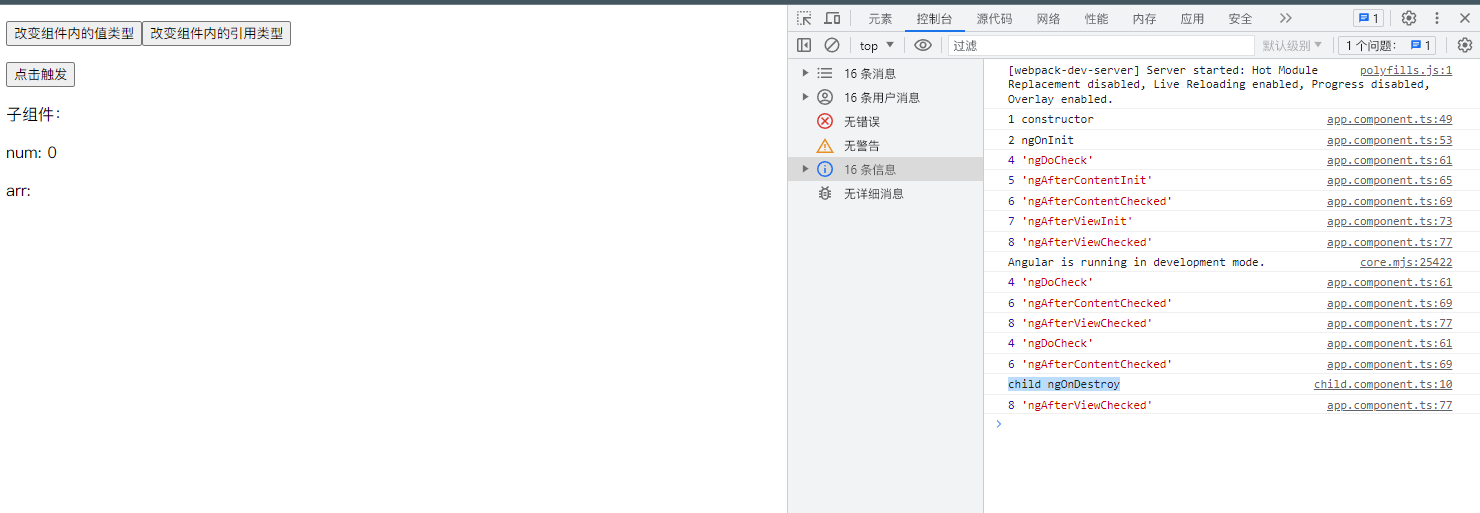 改变组件内的值类型 改变组件内的引用类型
点击触发
子组件:
num: 0
arr:
元素 控制台 源代码 网络 性能 内存 应用 安全 1
top 过滤 默认级别 1 个问题: 1
16 条消息
16 条用户消息
无错误
无警告
16 条信息
无详细消息
[webpack-dev-server] Server started: Hot Module polyfills.js:1
Replacement disabled, Live Reloading enabled, Progress disabled,
Overlay enabled.
1 constructor app.component.ts:49
2 ngOnInit app.component.ts:53
4 'ngDoCheck' app.component.ts:61
5 'ngAfterContentInit' app.component.ts:65
6 'ngAfterContentChecked' app.component.ts:69
7 'ngAfterViewInit' app.component.ts:73
8 'ngAfterViewChecked' app.component.ts:77
Angular is running in development mode. core.mjs:25422
4 'ngDoCheck' app.component.ts:61
6 'ngAfterContentChecked' app.component.ts:69
8 'ngAfterViewChecked' app.component.ts:77
4 'ngDoCheck' app.component.ts:61
6 'ngAfterContentChecked' app.component.ts:69
child ngOnDestroy child.component.ts:10
8 'ngAfterViewChecked' app.component.ts:77